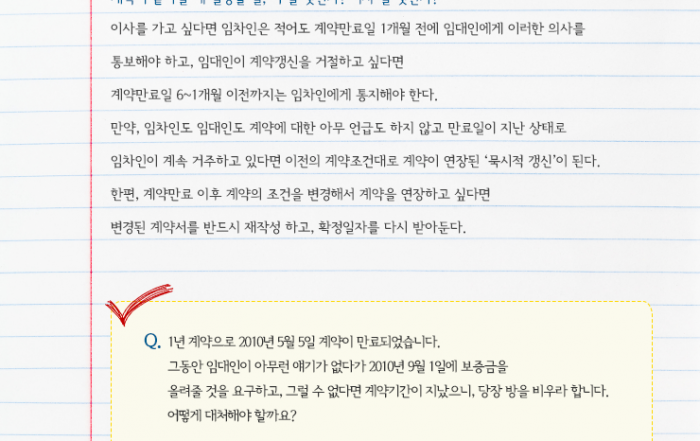 이사를 가고 싶다면 임차인은 적어도 계약만료일 1개월 전에 임대인에게 이러한 의사를
통보해야 하고, 임대인이 계약갱신을 거절하고 싶다면
계약만료일 6~1개월 이전까지는 임차인에게 통지해야 한다.
만약, 임차인도 임대인도 계약에 대한 아무 언급도 하지 않고 만료일이 지난 상태로
임차인이 계속 거주하고 있다면 이전의 계약조건대로 계약이 연장된 ‘묵시적 갱신’이 된다.
한편, 계약만료 이후 계약의 조건을 변경해서 계약을 연장하고 싶다면
변경된 계약서를 반드시 재작성 하고, 확정일자를 다시 받아둔다.
Q. 1년 계약으로 2010년 5월 5일 계약이 만료되었습니다.
그동안 임대인이 아무런 얘기가 없다가 2010년 9월 1일에 보증금을
올려줄 것을 요구하고, 그럴 수 없다면 계약기간이 지났으니, 당장 방을 비우라 합니다.
어떻게 대처해야 할까요?